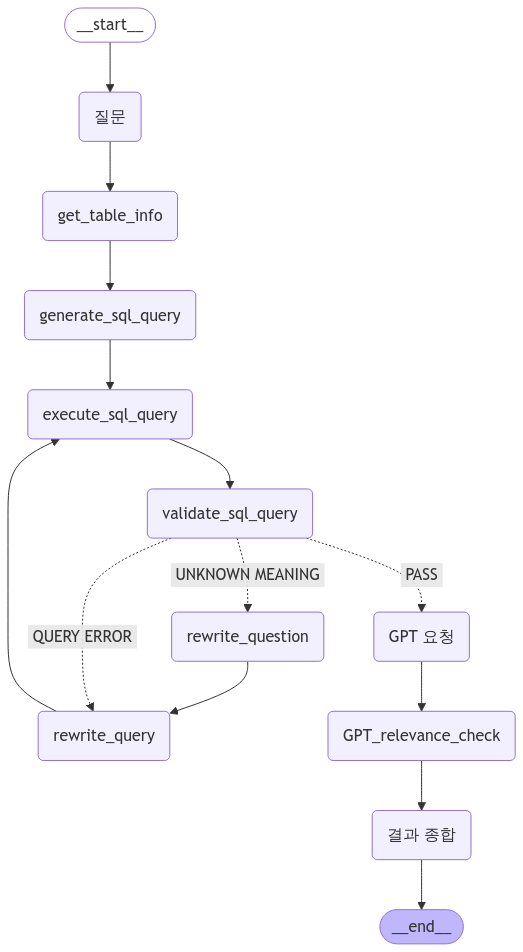 __start__
질문
get_table_info
generate_sql_query
execute_sql_query
validate_sql_query
UNKNOWN MEANING
PASS
QUERY ERROR
rewrite_question
GPT 요청
rewrite_query
GPT_relevance_check
결과 종합
__end__